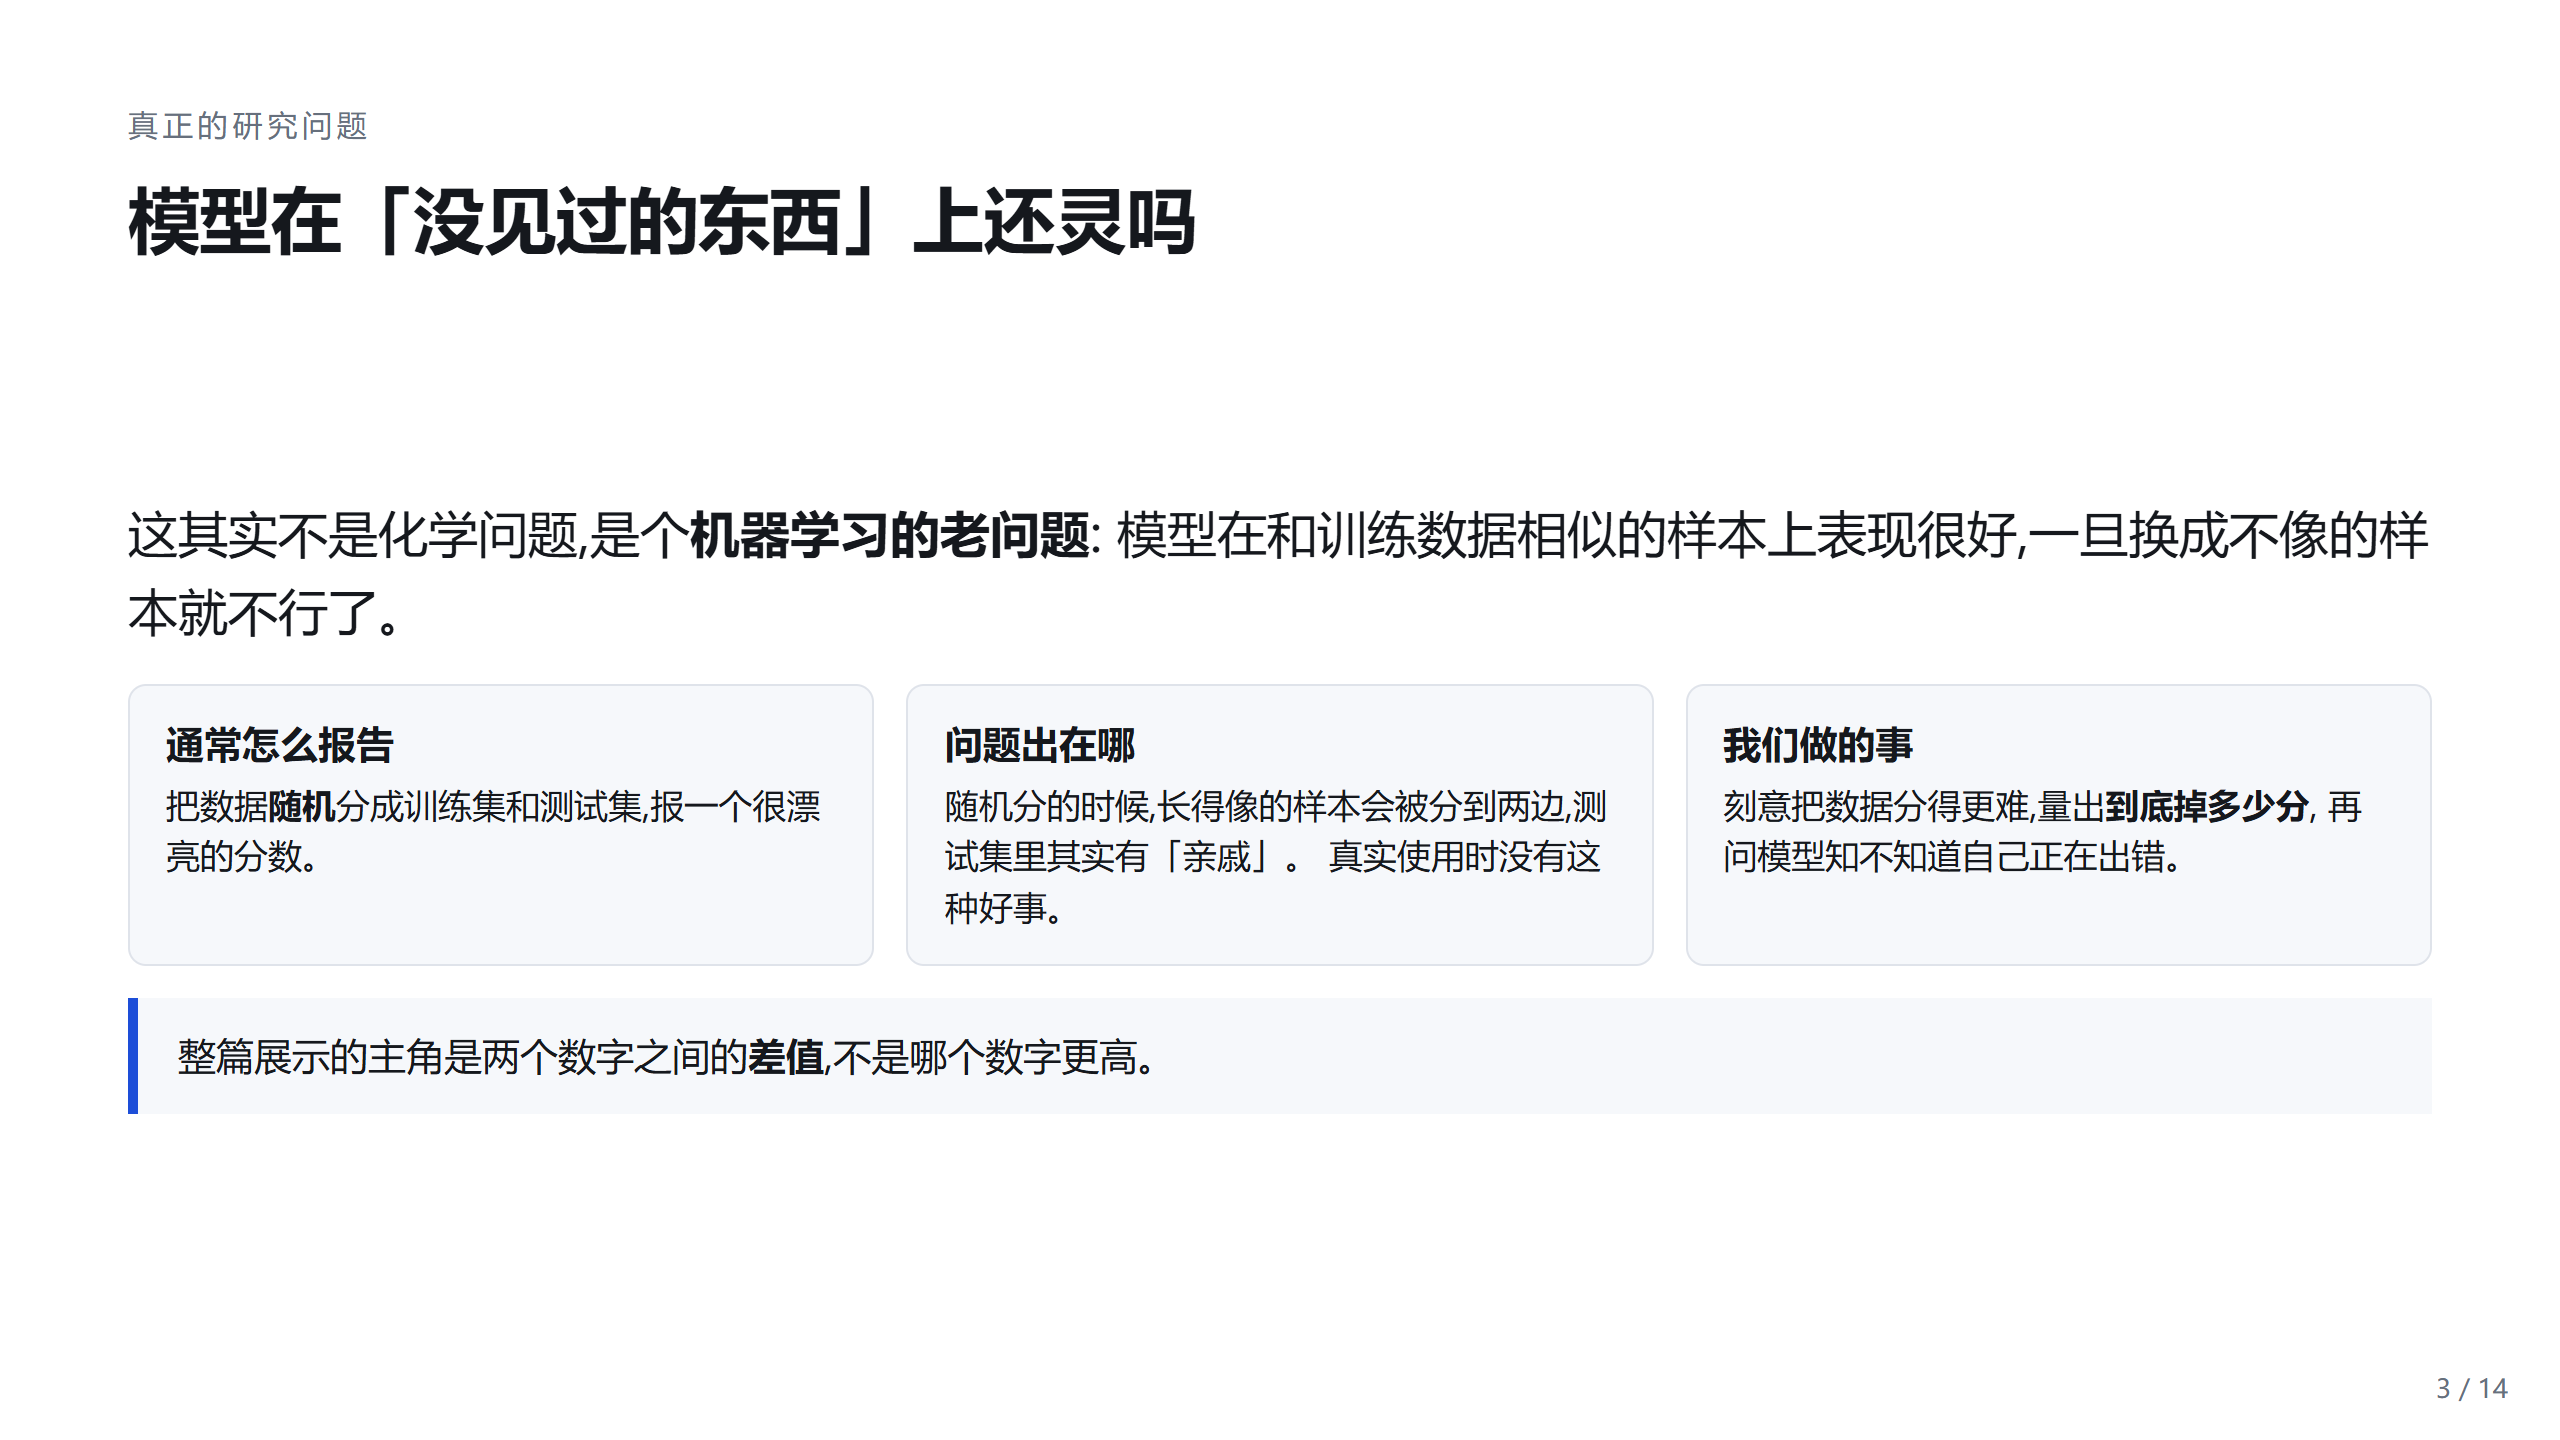 真正的研究问题
模型在「没见过的东西」上还灵吗
这其实不是化学问题,是个机器学习的老问题: 模型在和训练数据相似的样本上表现很好,一旦换成不像的样
本就不行了。
通常怎么报告
把数据随机分成训练集和测试集,报一个很漂
亮的分数。
问题出在哪
随机分的时候,长得像的样本会被分到两边,测
试集里其实有「亲戚」。 真实使用时没有这
种好事。
我们做的事
刻意把数据分得更难,量出到底掉多少分, 再
问模型知不知道自己正在出错。
整篇展示的主角是两个数字之间的差值,不是哪个数字更高。
3 / 14